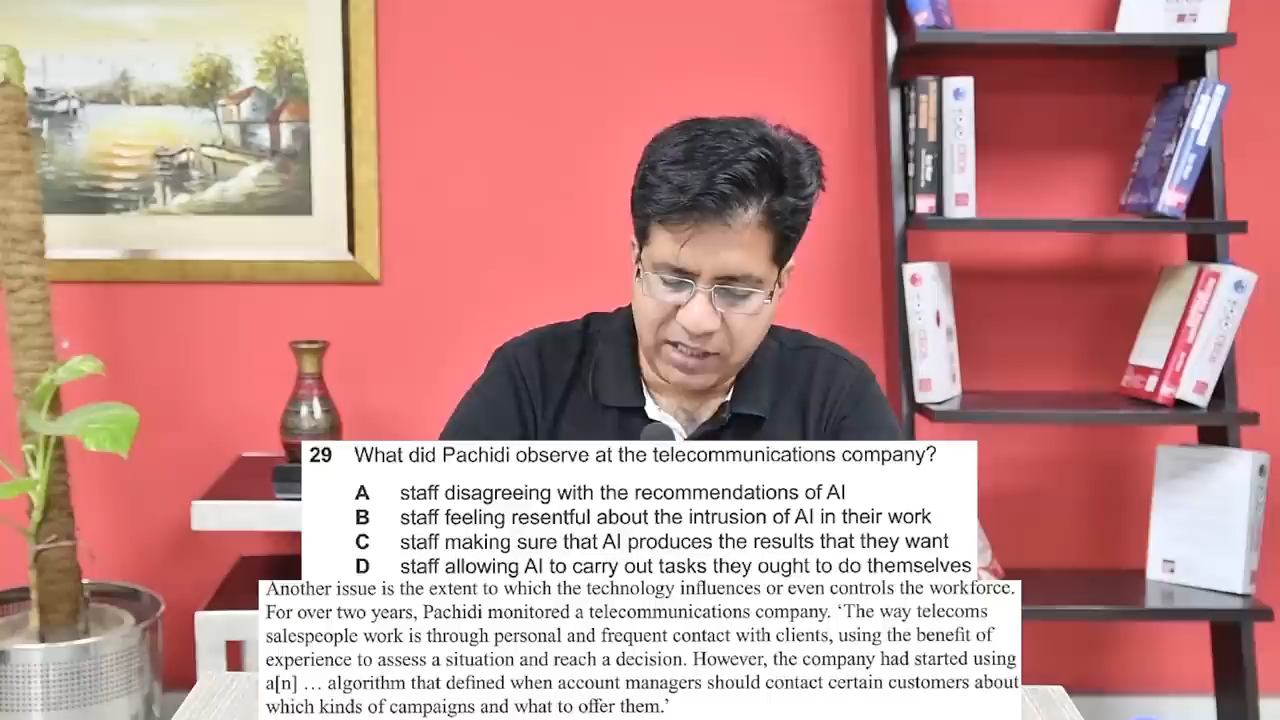 29 What did Pachidi observe at the telecommunications company?
A staff disagreeing with the recommendations of AI
B staff feeling resentful about the intrusion of AI in their work
C staff making sure that AI produces the results that they want
D staff allowing AI to carry out tasks they ought to do themselves
Another issue is the extent to which the technology influences or even controls the workforce.
For over two years, Pachidi monitored a telecommunications company. ‘The way telecoms
salespeople work is through personal and frequent contact with clients, using the benefit of
experience to assess a situation and reach a decision. However, the company had started using
a[n] … algorithm that defined when account managers should contact certain customers about
which kinds of campaigns and what to offer them.’